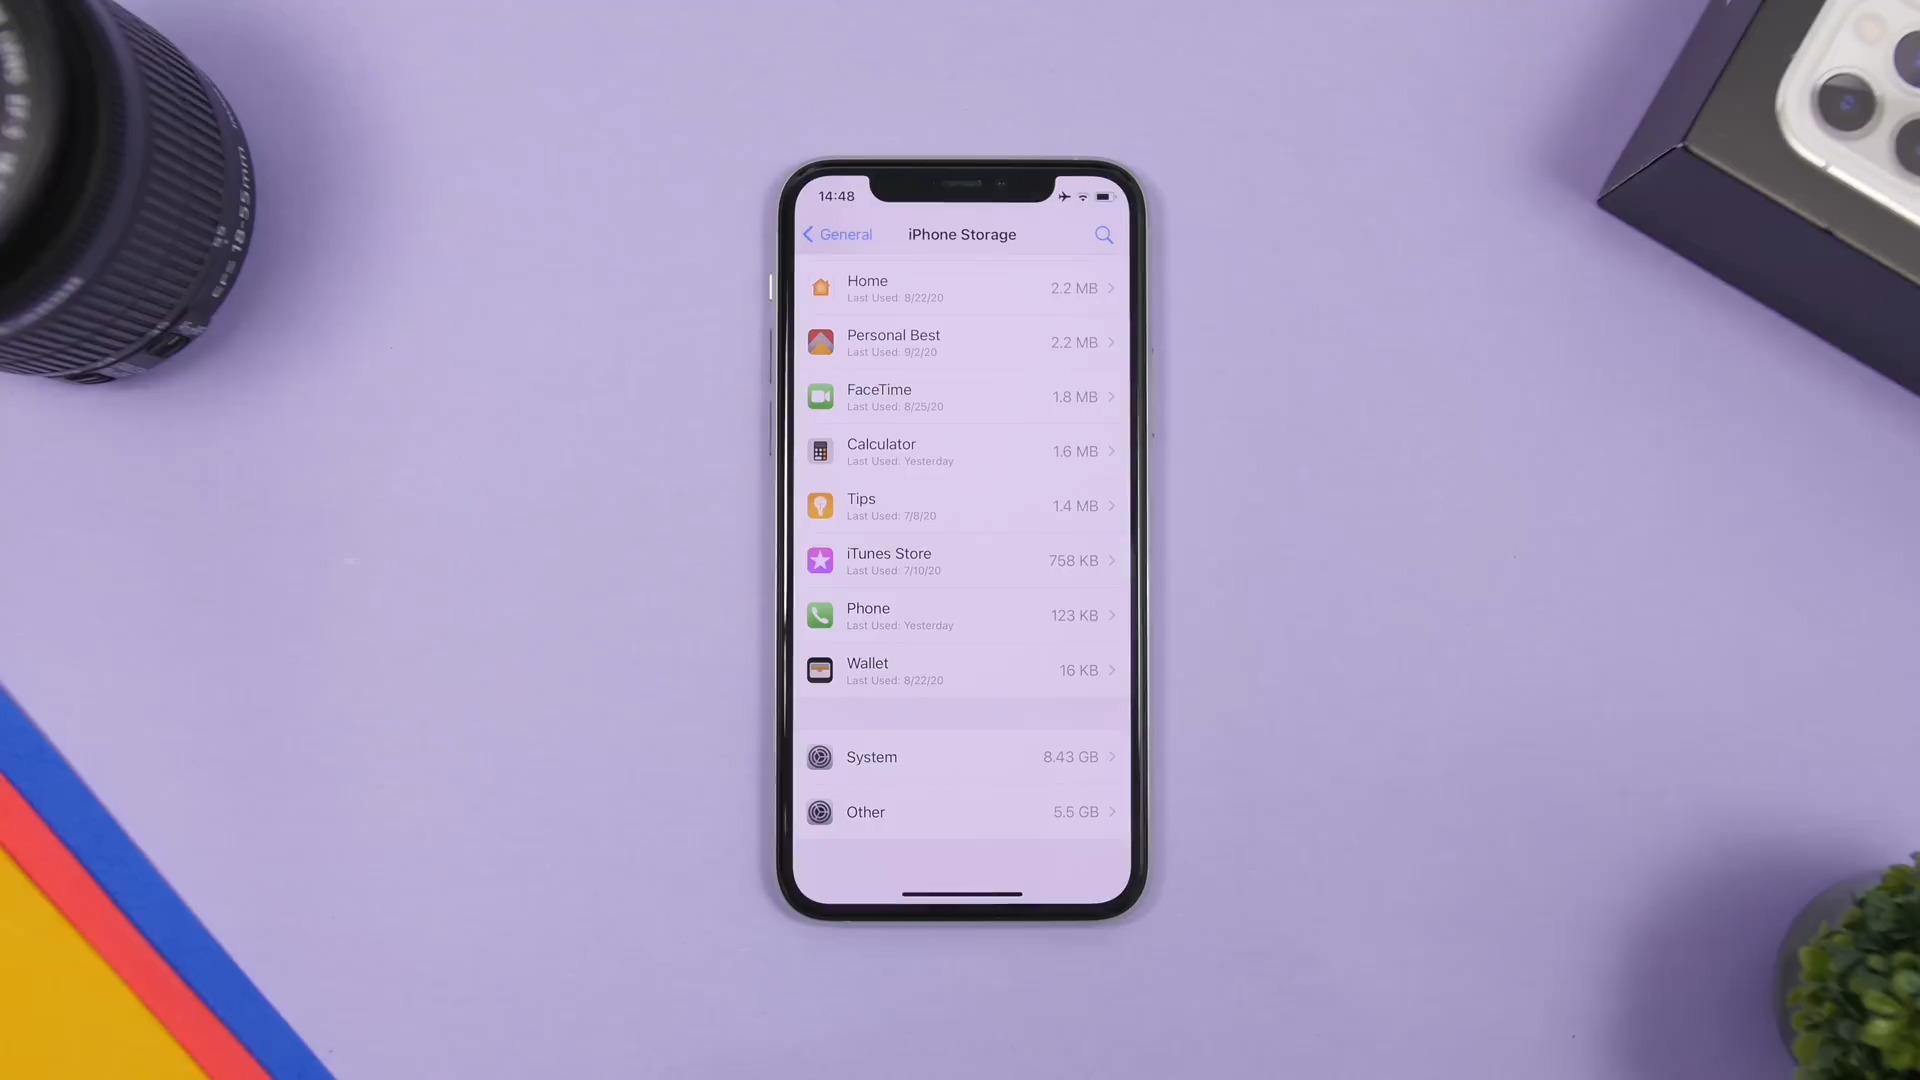 14:48
General
iPhone Storage
Home
Last Used: 8/22/20
2.2 MB
Personal Best
Last Used: 9/2/20
2.2 MB
FaceTime
Last Used: 8/25/20
1.8 MB
Calculator
Last Used: Yesterday
1.6 MB
Tips
Last Used: 7/8/20
1.4 MB
iTunes Store
Last Used: 7/10/20
758 KB
Phone
Last Used: Yesterday
123 KB
Wallet
Last Used: 8/22/20
16 KB
System
8.43 GB
Other
5.5 GB
55
EFS 18-55mm